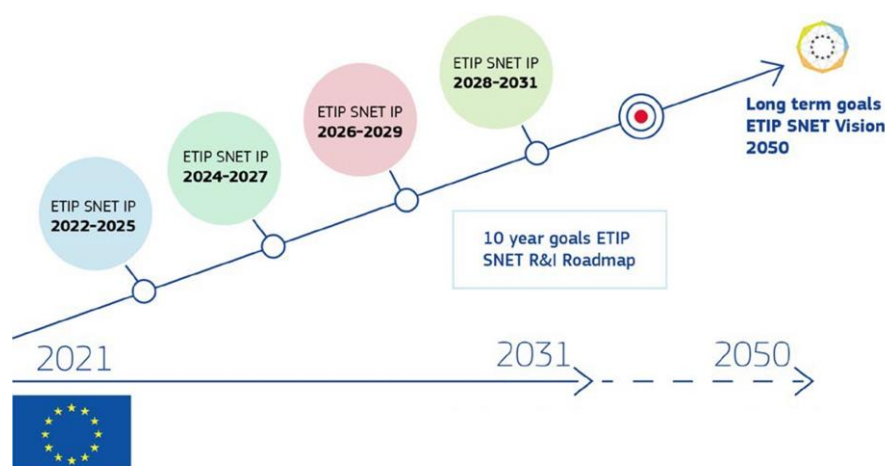 ETIP SNET IP
2028-2031
ETIP SNET IP
2026-2029
ETIP SNET IP
2024-2027
ETIP SNET IP
2022-2025
Long term goals
ETIP SNET Vision
2050
10 year goals ETIP
SNET R&I Roadmap
2021
2031
2050